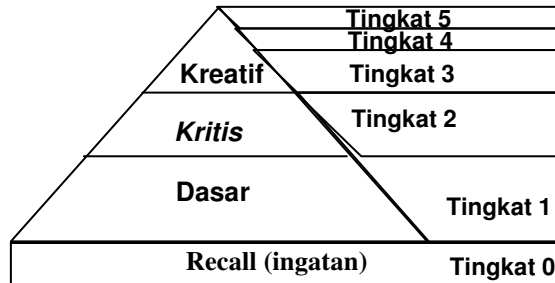 Tingkat 5
Tingkat 4
Kreatif Tingkat 3
Kritis Tingkat 2
Dasar Tingkat 1
Recall (ingatan) Tingkat 0